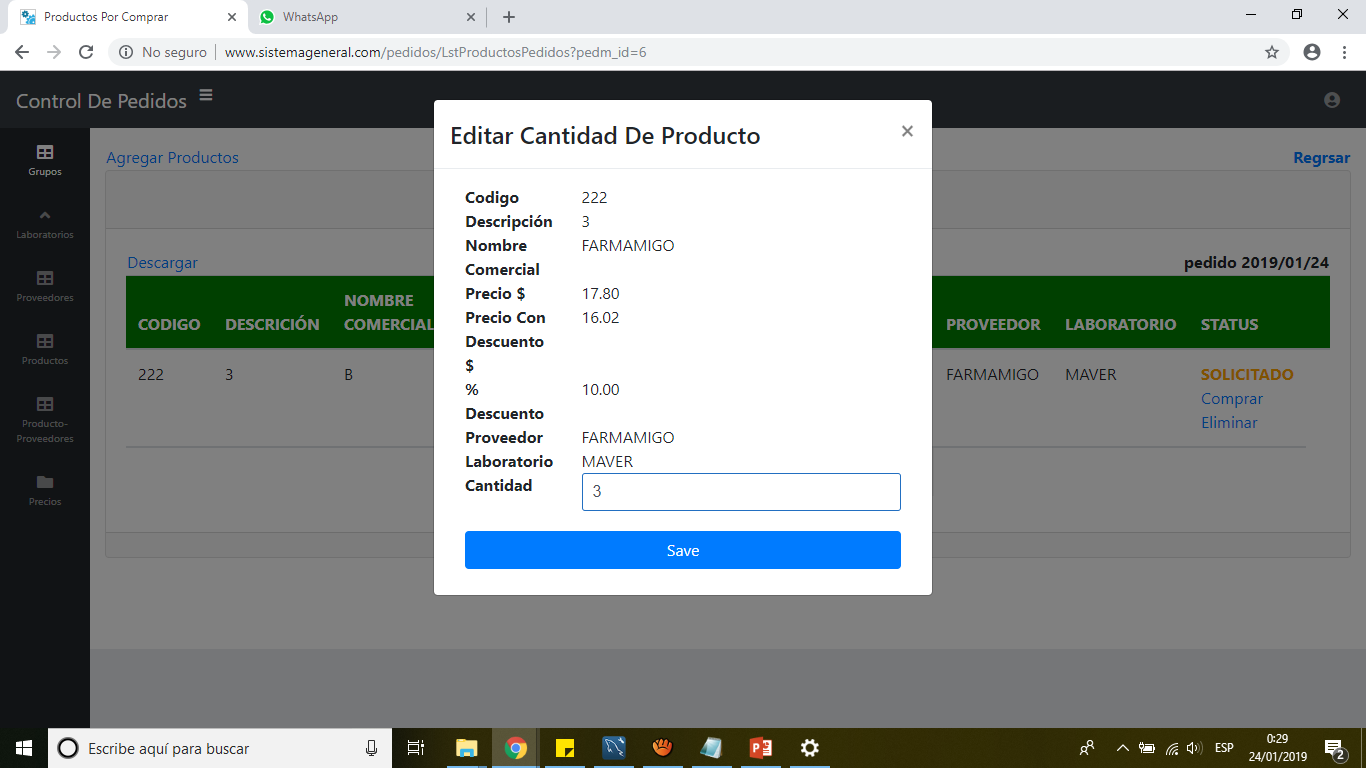 Productos Por Comprar
WhatsApp
No seguro
www.sistemageneral.com/pedidos/LstProductosPedidos?pedm_id=6
Control De Pedidos
Grupos
Laboratorios
Proveedores
Productos
Producto-
Proveedores
Precios
Agregar Productos
Regrsar
Descargar
pedido 2019/01/24
CODIGO DESCRICIÓN NOMBRE
COMERCIAL
PROVEEDOR LABORATORIO STATUS
222 3 B
FARMAMIGO MAVER SOLICITADO
Comprar
Eliminar
Editar Cantidad De Producto
×
Codigo 222
Descripción 3
Nombre FARMAMIGO
Comercial
Precio $ 17.80
Precio Con 16.02
Descuento
$
% 10.00
Descuento
Proveedor FARMAMIGO
Laboratorio MAVER
Cantidad 3
Save
Escribe aquí para buscar
ESP
0:29
24/01/2019
2